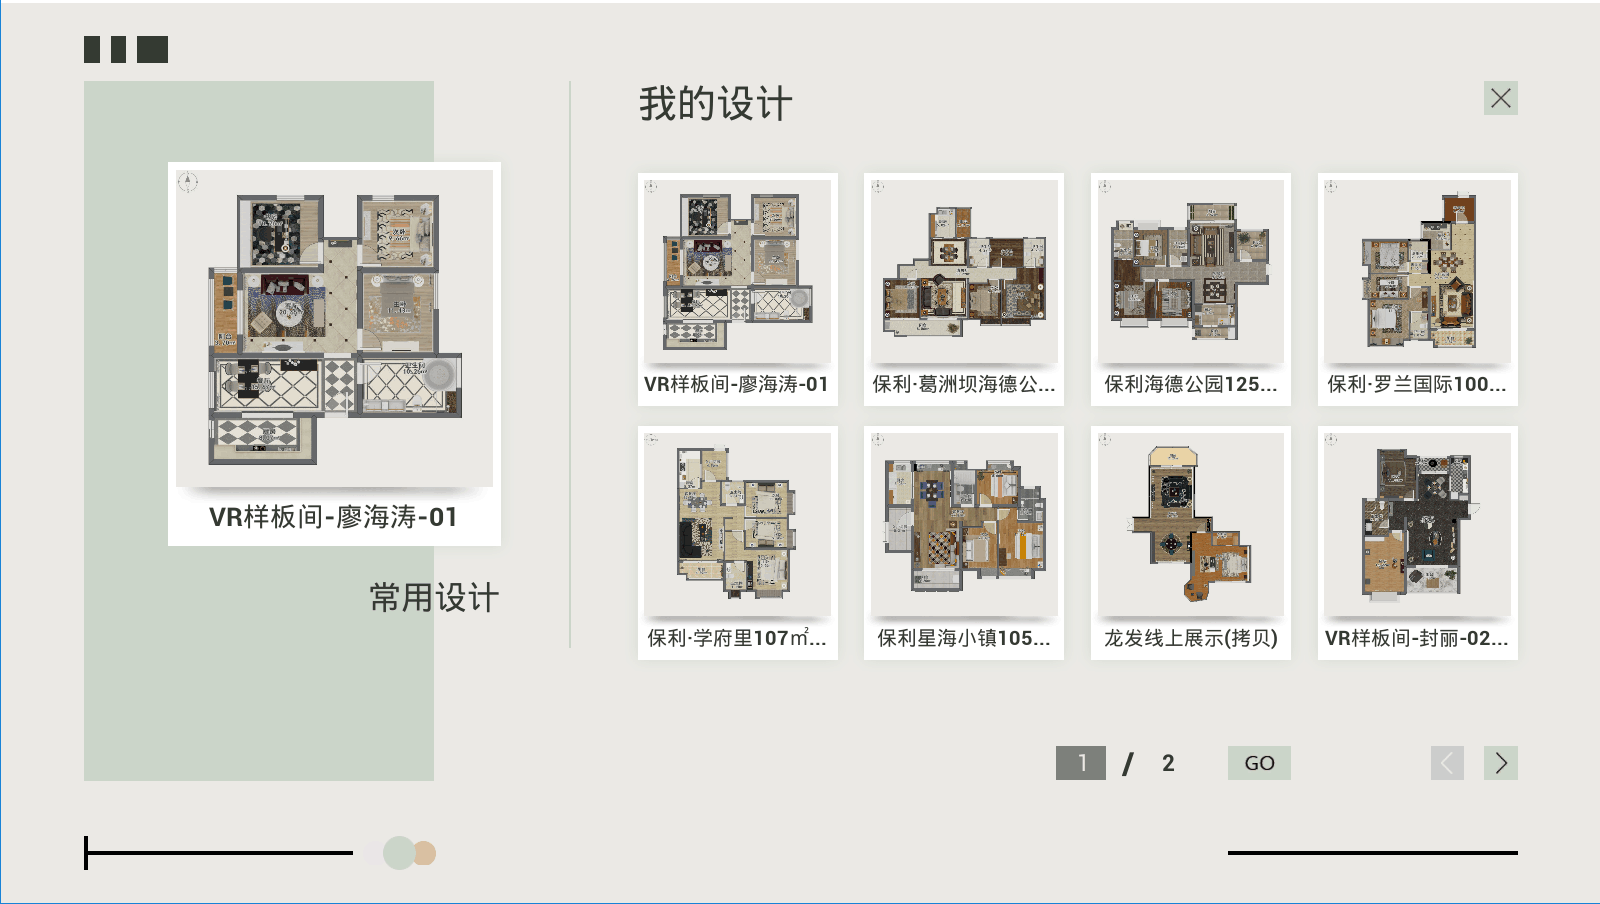 我的设计
VR样板间-廖海涛-01
常用设计
VR样板间-廖海涛-01
保利·葛洲坝海德公...
保利海德公园125...
保利·罗兰国际100...
保利·学府里107㎡...
保利星海小镇105...
龙发线上展示(拷贝)
VR样板间-封丽-02...
1 / 2 GO